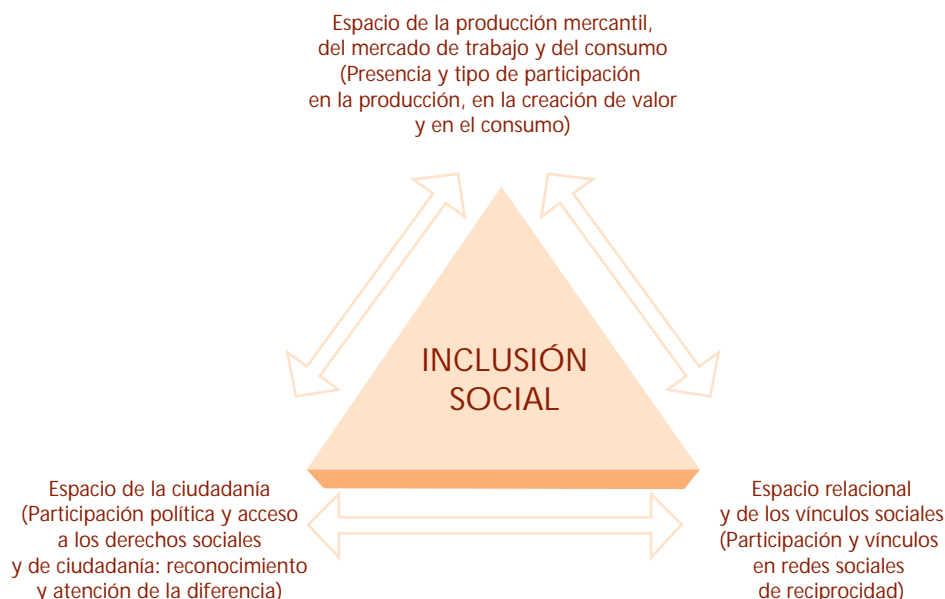 Espacio de la producción mercantil,
del mercado de trabajo y del consumo
(Presencia y tipo de participación
en la producción, en la creación de valor
y en el consumo)
INCLUSIÓN
SOCIAL
Espacio de la ciudadanía
(Participación política y acceso
a los derechos sociales
y de ciudadanía: reconocimiento
y atención de la diferencia)
Espacio relacional
y de los vínculos sociales
(Participación y vínculos
en redes sociales
de reciprocidad)